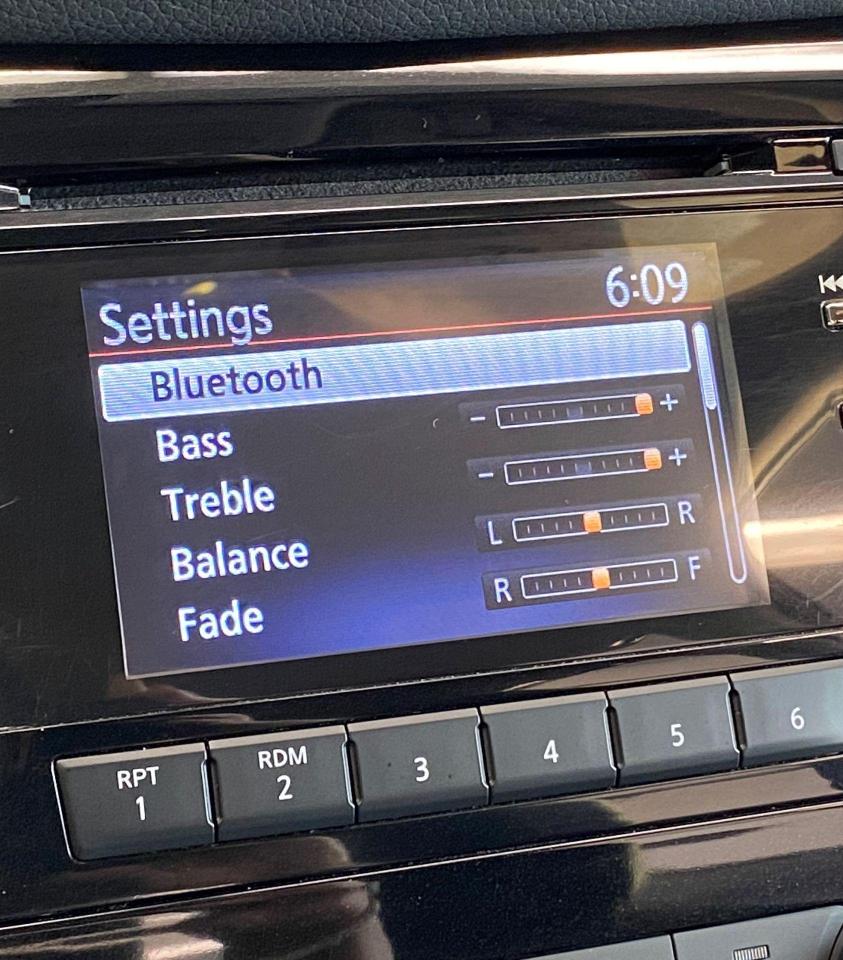 Settings 6:09
Bluetooth
Bass - +
Treble - +
Balance L R
Fade R F
RPT RDM
1 2 3 4 5 6